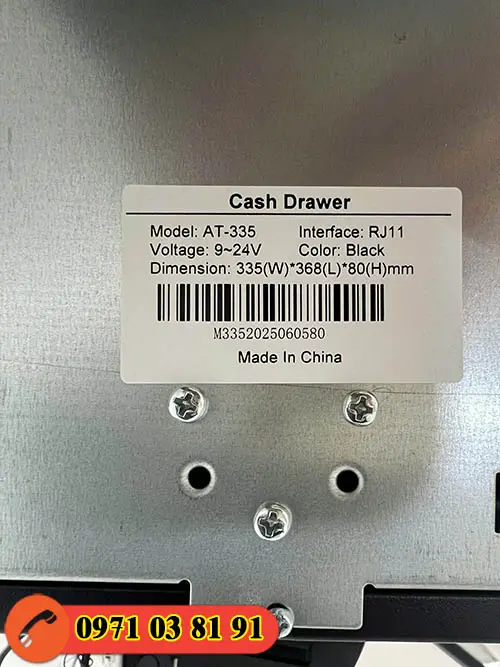 Cash Drawer
Model: AT-335 Interface: RJ11
Voltage: 9~24V Color: Black
Dimension: 335(W)*368(L)*80(H)mm
M3352025060580
Made In China
0971 03 81 91